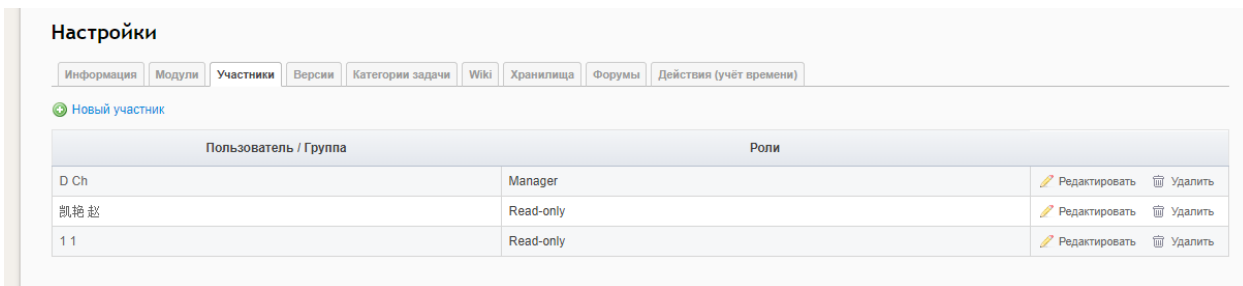 Настройки
Информация Модули Участники Версии Категории задачи Wiki Хранилища Форумы Действия (учёт времени)
Новый участник
Пользователь / Группа Роли
D Ch Manager Редактировать Удалить
凯艳 赵 Read-only Редактировать Удалить
1 1 Read-only Редактировать Удалить